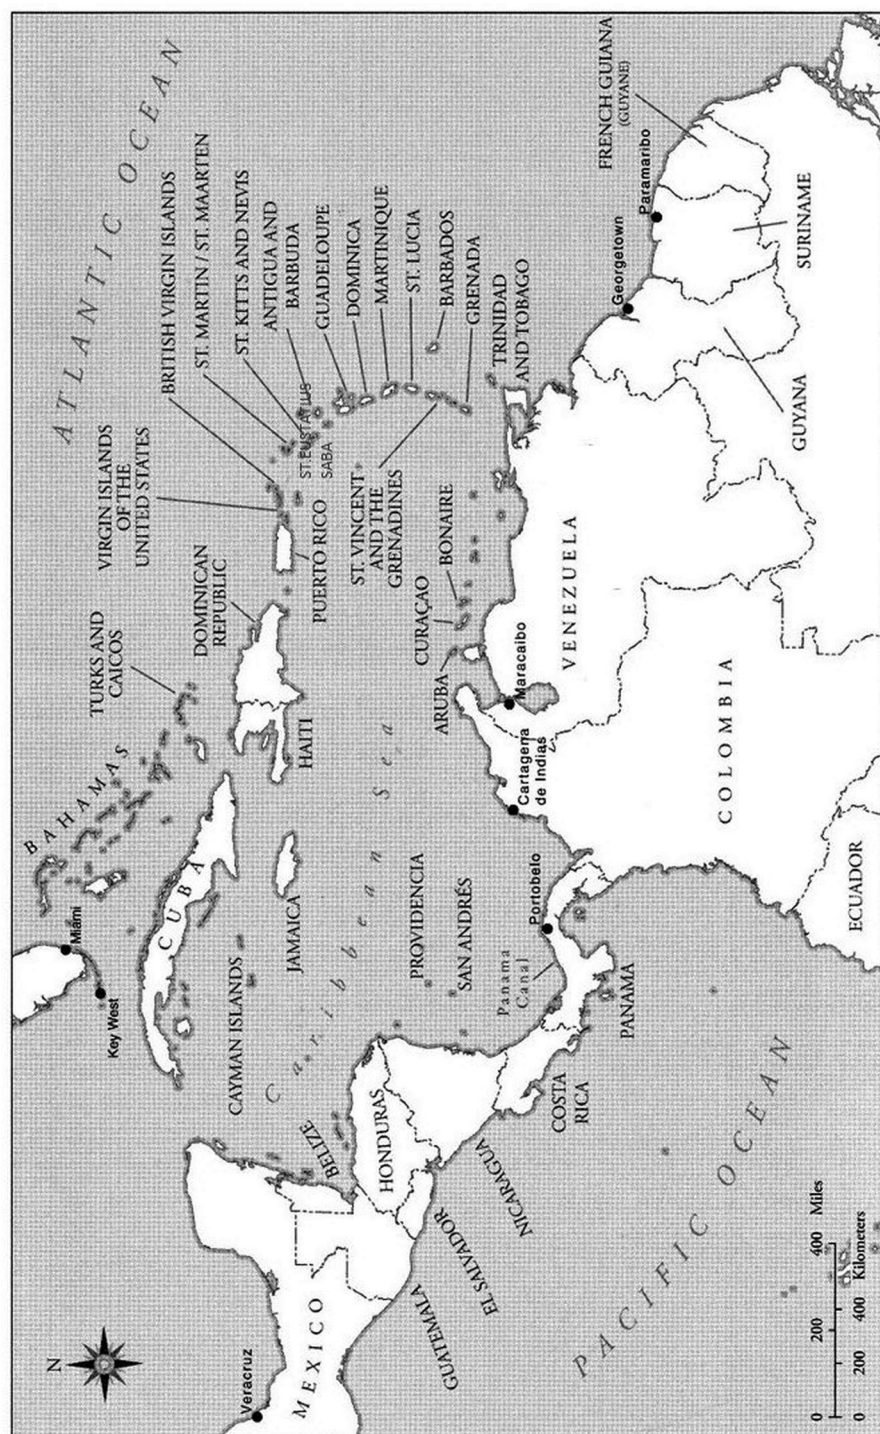 ATLANTIC OCEAN
BAHAMAS
TURKS AND
CAICOS
VIRGIN ISLANDS
OF THE
UNITED STATES
BRITISH VIRGIN ISLANDS
ST. MARTIN / ST. MAARTEN
ST. KITTS AND NEVIS
ANTIGUA AND
BARBUDA
GUADELOUPE
DOMINICA
MARTINIQUE
ST. LUCIA
BARBADOS
GRENADA
TRINIDAD
AND TOBAGO
N
Miami
Key West
CUBA
DOMINICAN
REPUBLIC
HAITI
PUERTO RICO
ST.EUSTATIUS
SABA
ST. VINCENT
AND THE
GRENADINES
CAYMAN ISLANDS
JAMAICA
Caribbean Sea
Veracruz
MEXICO
BELIZE
HONDURAS
GUATEMALA
EL SALVADOR
NICARAGUA
COSTA
RICA
PANAMA
Panama
Canal
Portobelo
PROVIDENCIA
SAN ANDRÉS
ARUBA
CURAÇAO
BONAIRE
Cartagena
de Indias
Maracaibo
VENEZUELA
COLOMBIA
ECUADOR
Georgetown
Paramaribo
FRENCH GUIANA
(GUYANE)
GUYANA
SURINAME
PACIFIC OCEAN
0 200 400 Miles
0 200 400 Kilometers